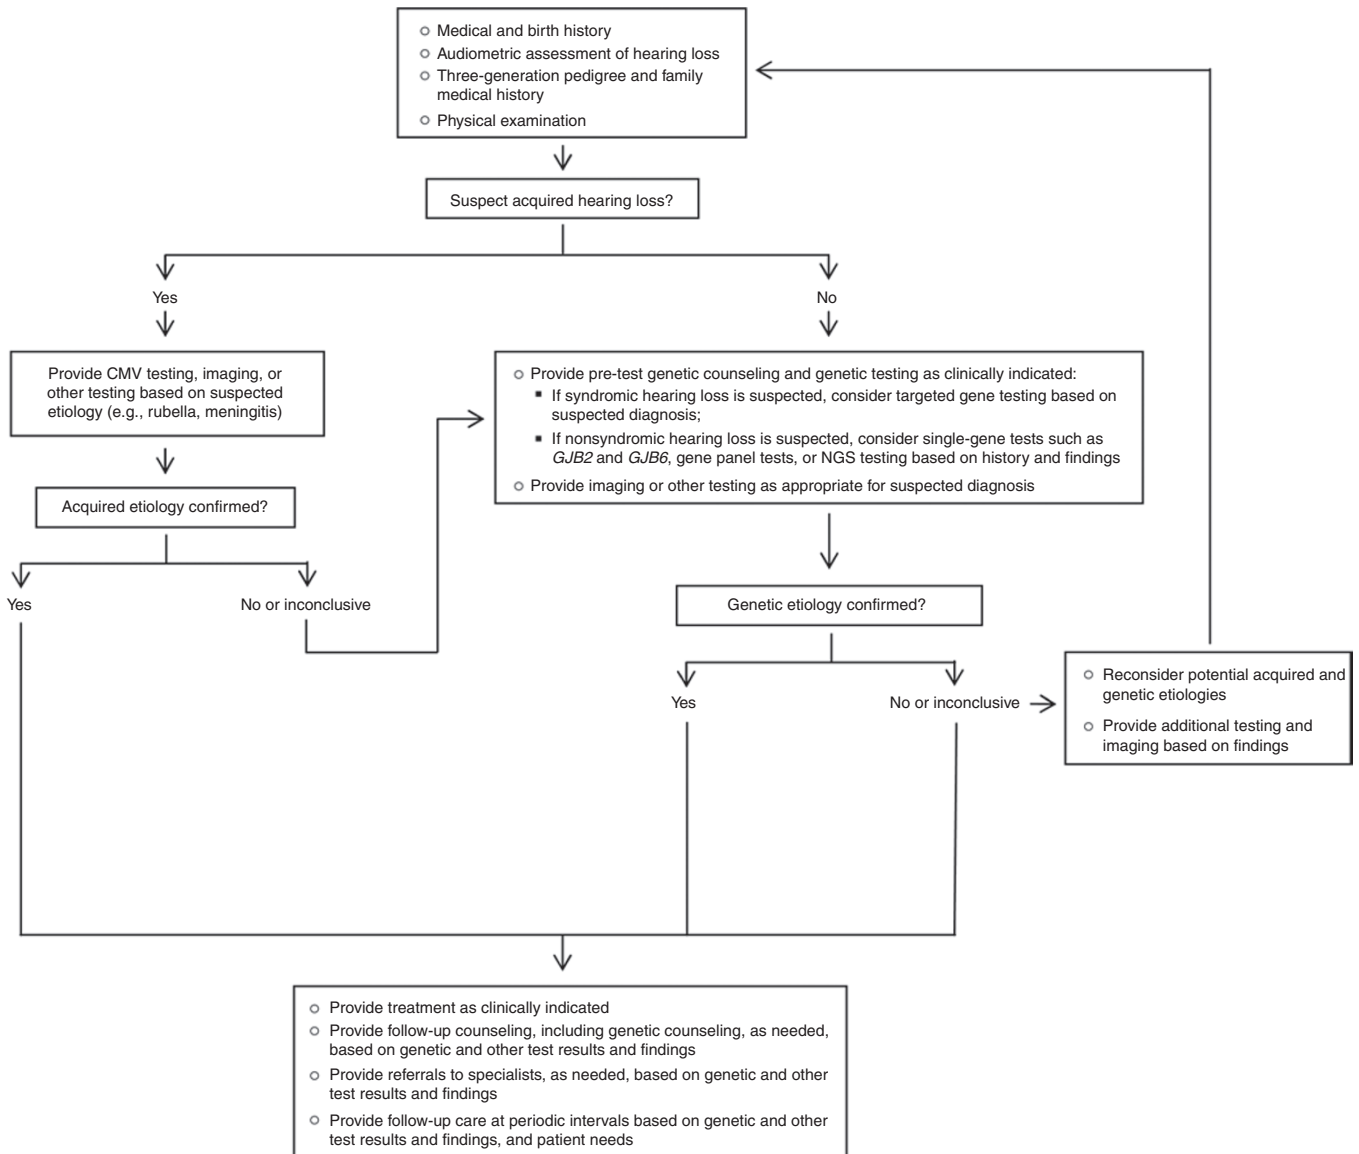 Medical and birth history
Audiometric assessment of hearing loss
Three-generation pedigree and family
medical history
Physical examination
Suspect acquired hearing loss?
Yes
No
Provide CMV testing, imaging, or
other testing based on suspected
etiology (e.g., rubella, meningitis)
Provide pre-test genetic counseling and genetic testing as clinically indicated:
If syndromic hearing loss is suspected, consider targeted gene testing based on
suspected diagnosis;
If nonsyndromic hearing loss is suspected, consider single-gene tests such as
GJB2 and GJB6, gene panel tests, or NGS testing based on history and findings
Provide imaging or other testing as appropriate for suspected diagnosis
Acquired etiology confirmed?
Yes
No or inconclusive
Genetic etiology confirmed?
Yes
No or inconclusive
Reconsider potential acquired and
genetic etiologies
Provide additional testing and
imaging based on findings
Provide treatment as clinically indicated
Provide follow-up counseling, including genetic counseling, as needed,
based on genetic and other test results and findings
Provide referrals to specialists, as needed, based on genetic and other
test results and findings
Provide follow-up care at periodic intervals based on genetic and other
test results and findings, and patient needs